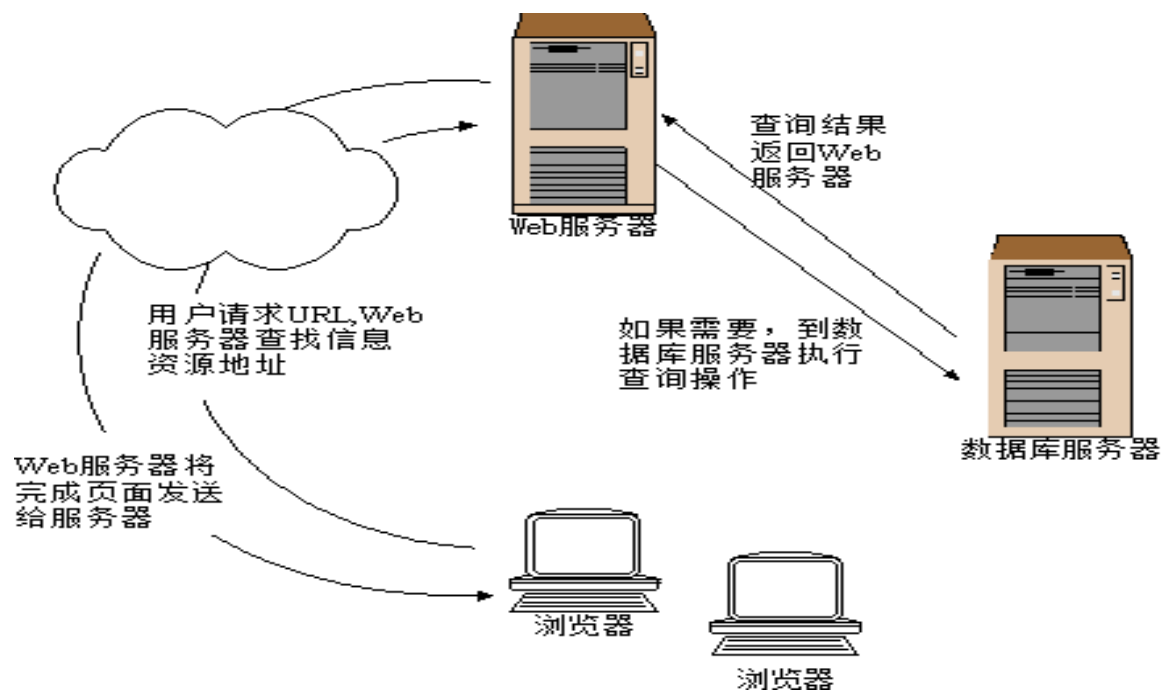 查询结果
返回Web
服务器
Web服务器
用户请求URL,Web
服务器查找信息
资源地址
如果需要，到数
据库服务器执行
查询操作
数据库服务器
Web服务器将
完成页面发送
给服务器
浏览器
浏览器